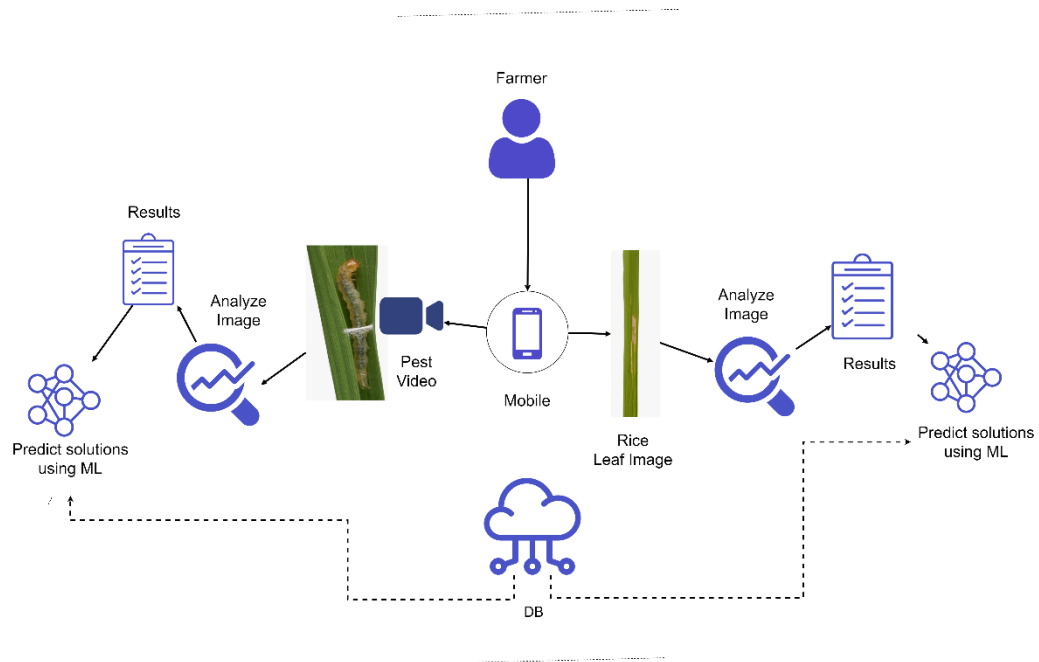 Farmer
Results
Analyze
Image
Pest
Video
Mobile
Rice
Leaf Image
Analyze
Image
Results
Predict solutions
using ML
Predict solutions
using ML
DB